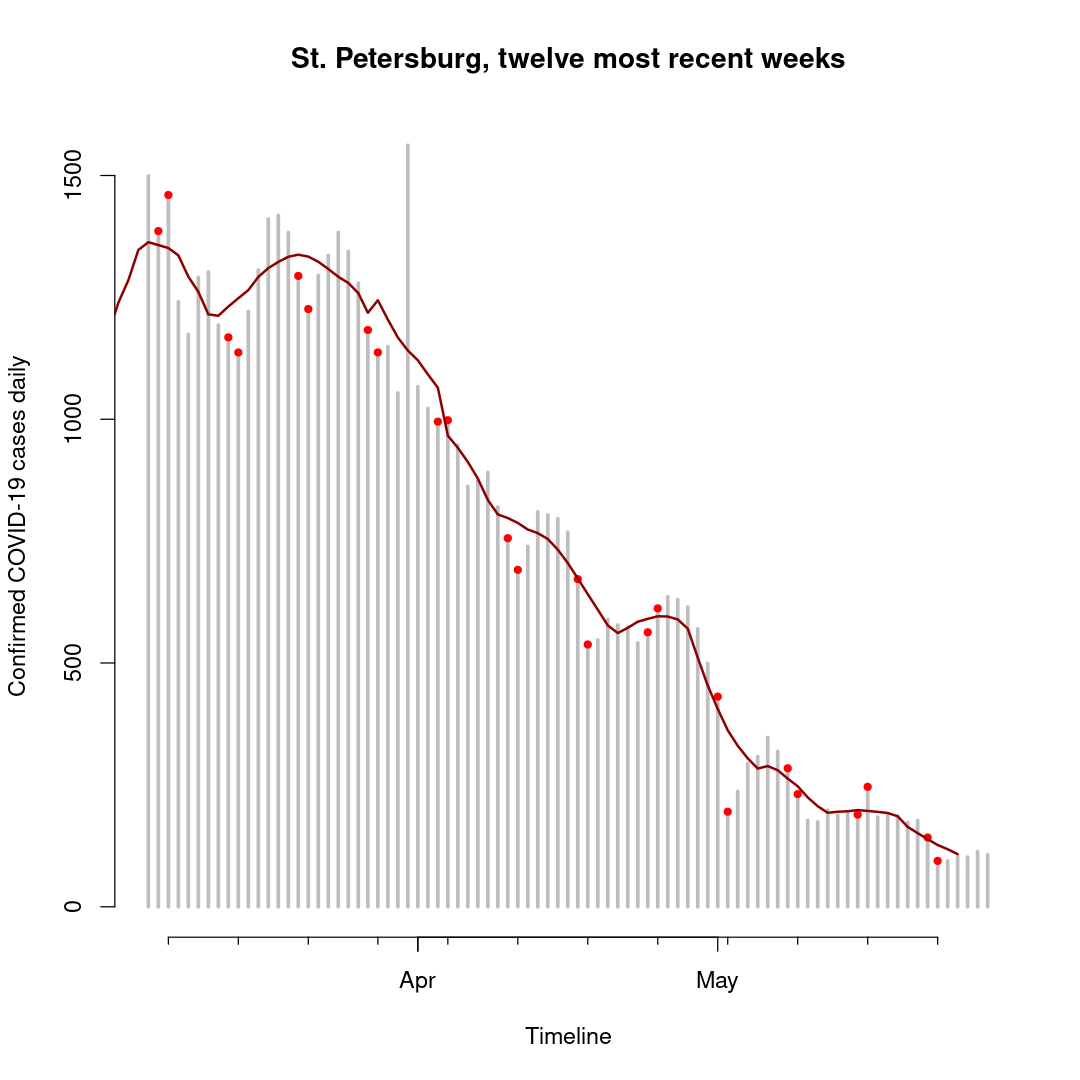 St. Petersburg, twelve most recent weeks
Confirmed COVID-19 cases daily
1500
1000
500
0
Apr
May
Timeline